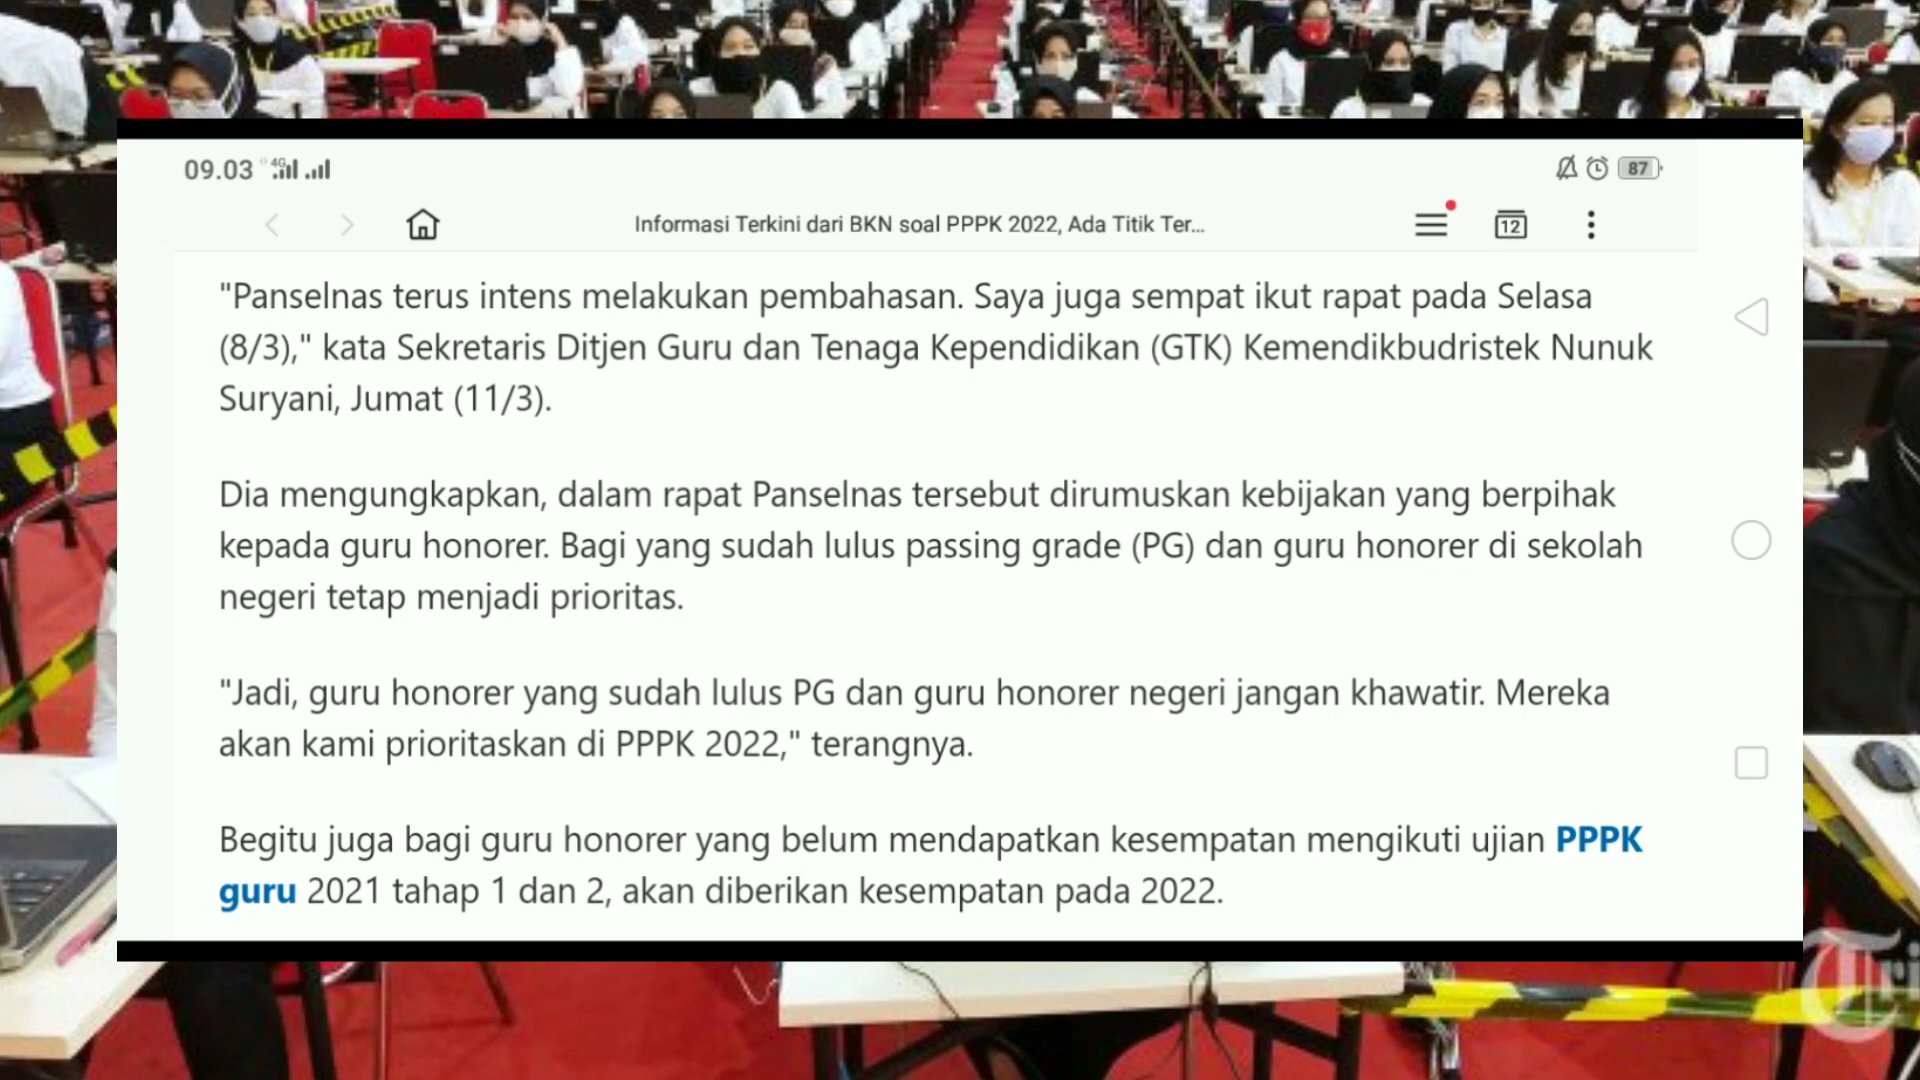 09.03 4G 87
Informasi Terkini dari BKN soal PPPK 2022, Ada Titik Ter...
12
"Panselnas terus intens melakukan pembahasan. Saya juga sempat ikut rapat pada Selasa
(8/3)," kata Sekretaris Ditjen Guru dan Tenaga Kependidikan (GTK) Kemendikbudristek Nunuk
Suryani, Jumat (11/3).
Dia mengungkapkan, dalam rapat Panselnas tersebut dirumuskan kebijakan yang berpihak
kepada guru honorer. Bagi yang sudah lulus passing grade (PG) dan guru honorer di sekolah
negeri tetap menjadi prioritas.
"Jadi, guru honorer yang sudah lulus PG dan guru honorer negeri jangan khawatir. Mereka
akan kami prioritaskan di PPPK 2022," terangnya.
Begitu juga bagi guru honorer yang belum mendapatkan kesempatan mengikuti ujian PPPK
guru 2021 tahap 1 dan 2, akan diberikan kesempatan pada 2022.
Tri